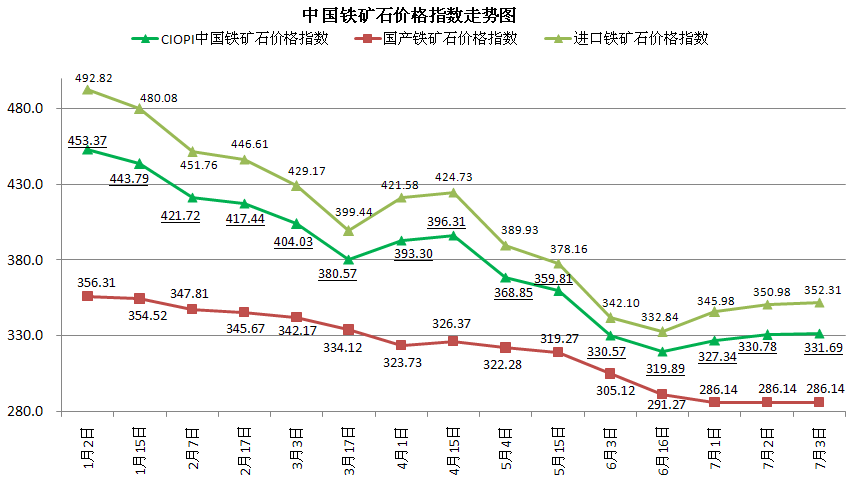 中国铁矿石价格指数走势图
CIOPI中国铁矿石价格指数 国产铁矿石价格指数 进口铁矿石价格指数
480.0
430.0
380.0
330.0
280.0
492.82 480.08 451.76 446.61 429.17 399.44 421.58 424.73 389.93 378.16 342.10 332.84 345.98 350.98 352.31
453.37 443.79 421.72 417.44 404.03 380.57 393.30 396.31 368.85 359.81 330.57 319.89 327.34 330.78 331.69
356.31 354.52 347.81 345.67 342.17 334.12 323.73 326.37 322.28 319.27 305.12 291.27 286.14 286.14 286.14
1月2日 1月15日 2月7日 2月17日 3月3日 3月17日 4月1日 4月15日 5月4日 5月15日 6月3日 6月16日 7月1日 7月2日 7月3日